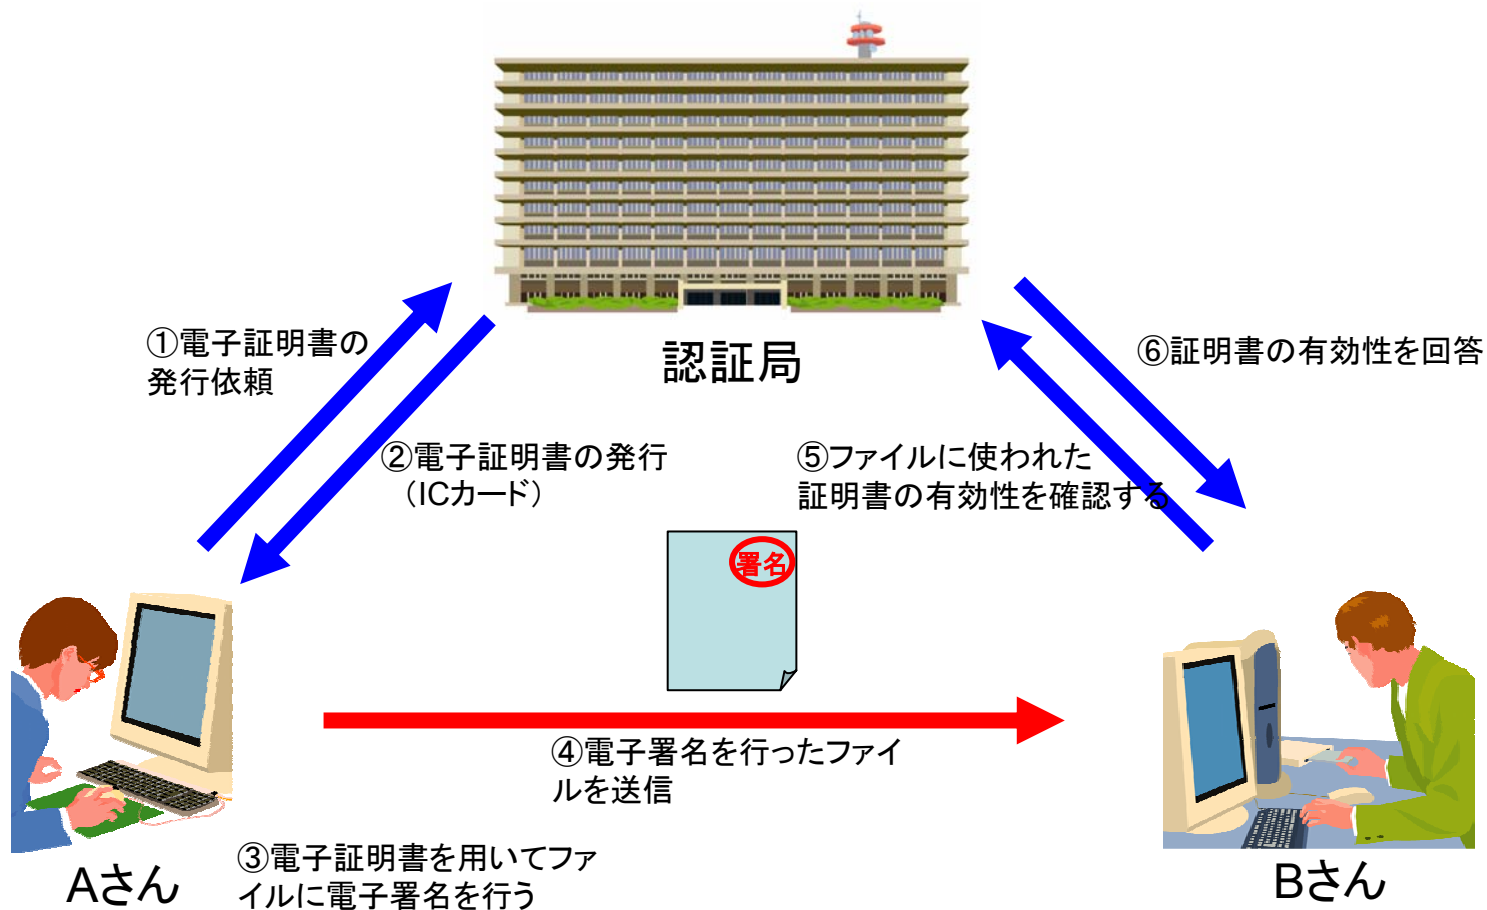 認証局
①電子証明書の
発行依頼
②電子証明書の発行
（ICカード）
⑥証明書の有効性を回答
⑤ファイルに使われた
証明書の有効性を確認する
署名
④電子署名を行ったファイ
ルを送信
③電子証明書を用いてファ
イルに電子署名を行う
Aさん
Bさん